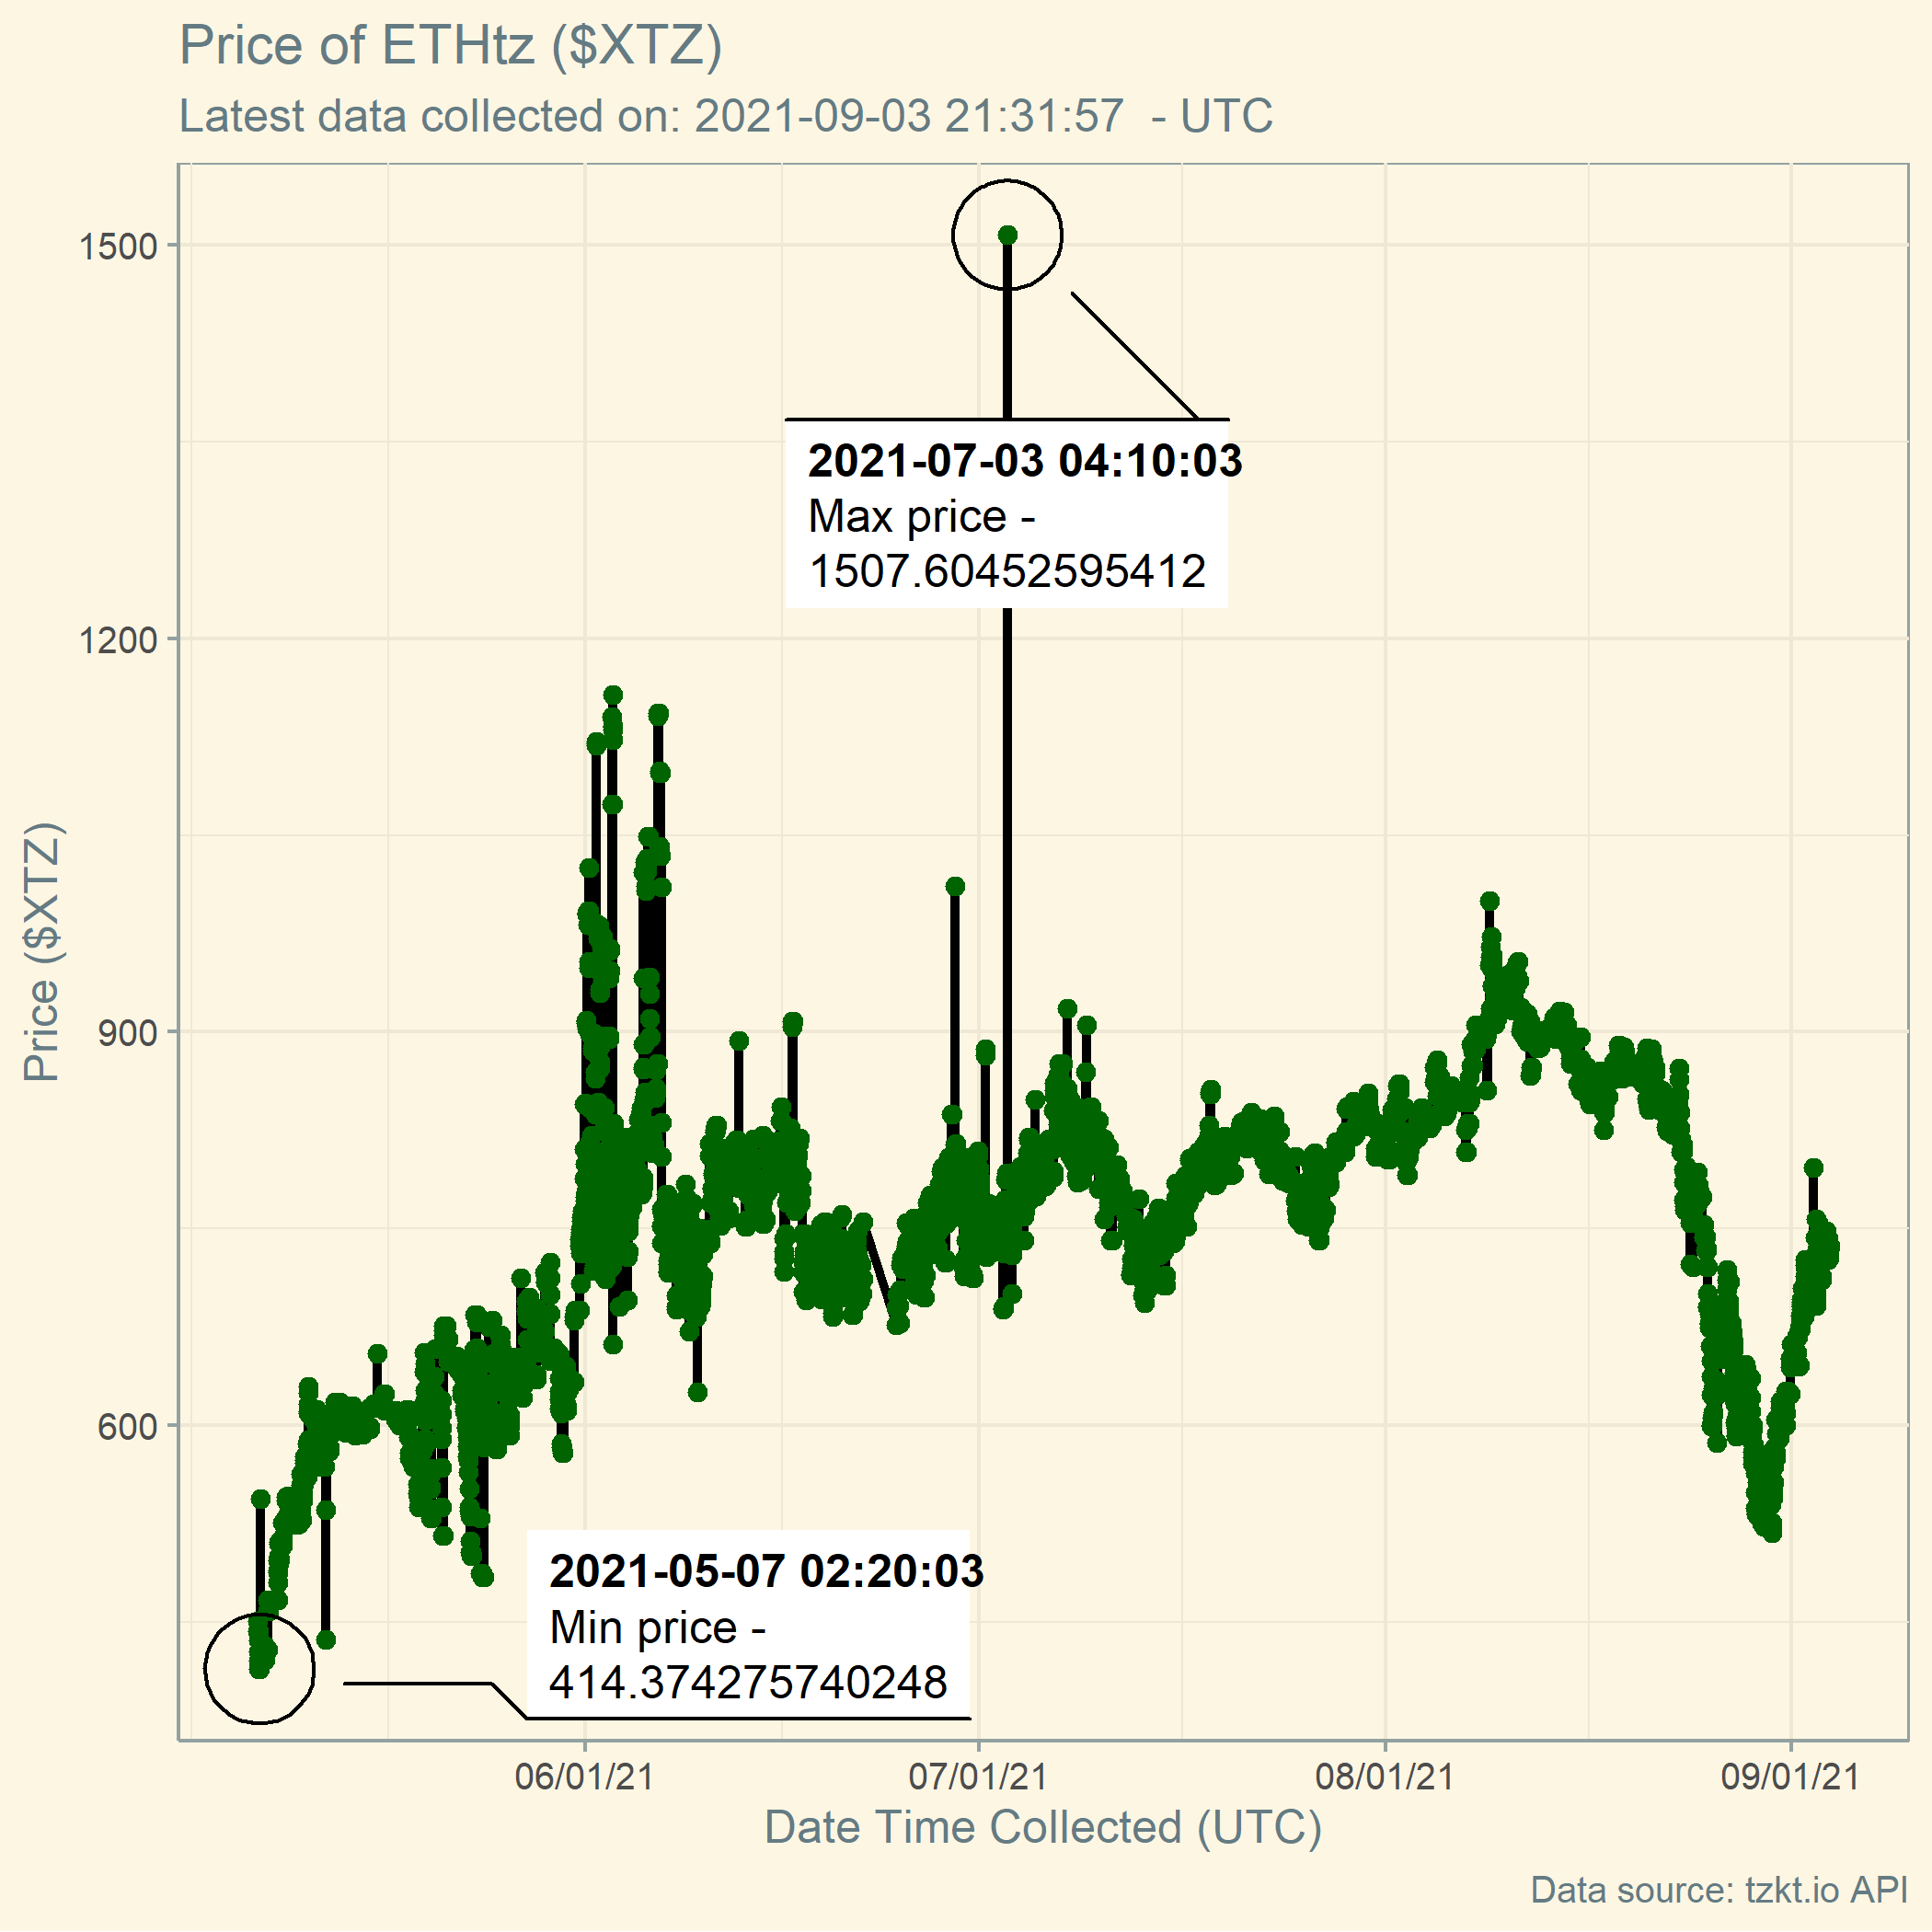 Price of ETHtz ($XTZ)
Latest data collected on: 2021-09-03 21:31:57  - UTC
1500
1200
900
600
Price ($XTZ)
2021-07-03 04:10:03
Max price -
1507.60452595412
2021-05-07 02:20:03
Min price -
414.374275740248
06/01/21
07/01/21
08/01/21
09/01/21
Date Time Collected (UTC)
Data source: tzkt.io API